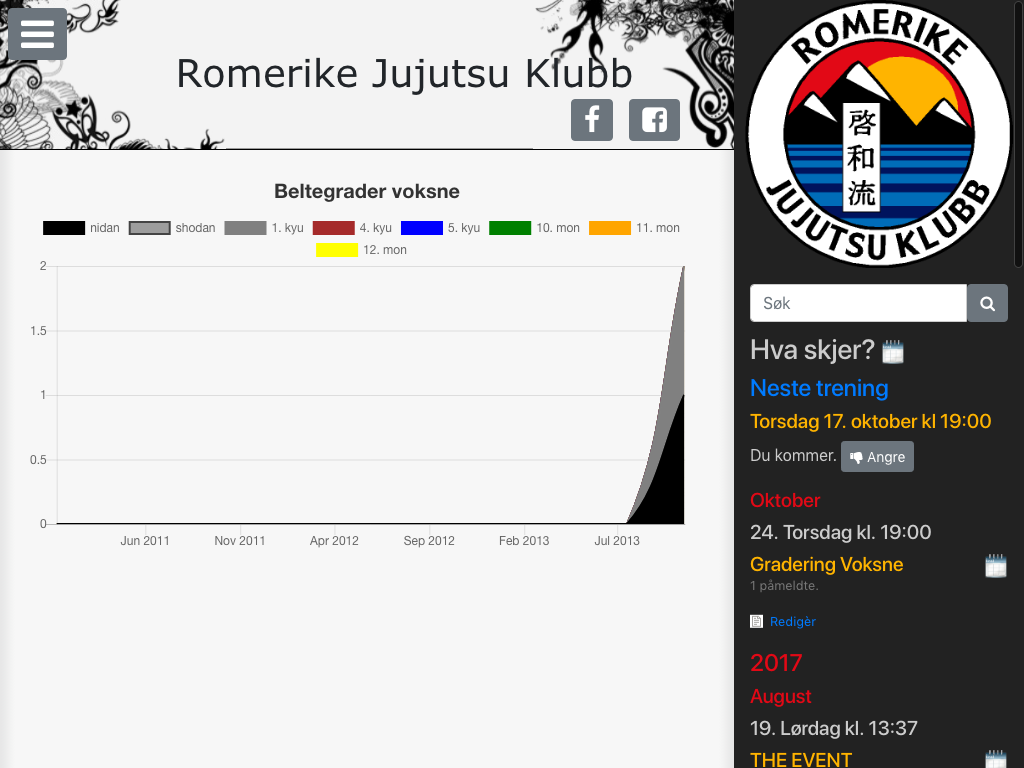 Romerike Jujutsu Klubb
Beltegrader voksne
nidan shodan 1. kyu 4. kyu 5. kyu 10. mon 11. mon
12. mon
2
1.5
1
0.5
0
Jun 2011 Nov 2011 Apr 2012 Sep 2012 Feb 2013 Jul 2013
ROMERIKE
啓
和
流
JUJUTSU KLUBB
Søk
Hva skjer?
Neste trening
Torsdag 17. oktober kl 19:00
Du kommer. Angre
Oktober
24. Torsdag kl. 19:00
Gradering Voksne
1 påmeldte.
Redigèr
2017
August
19. Lørdag kl. 13:37
THE EVENT